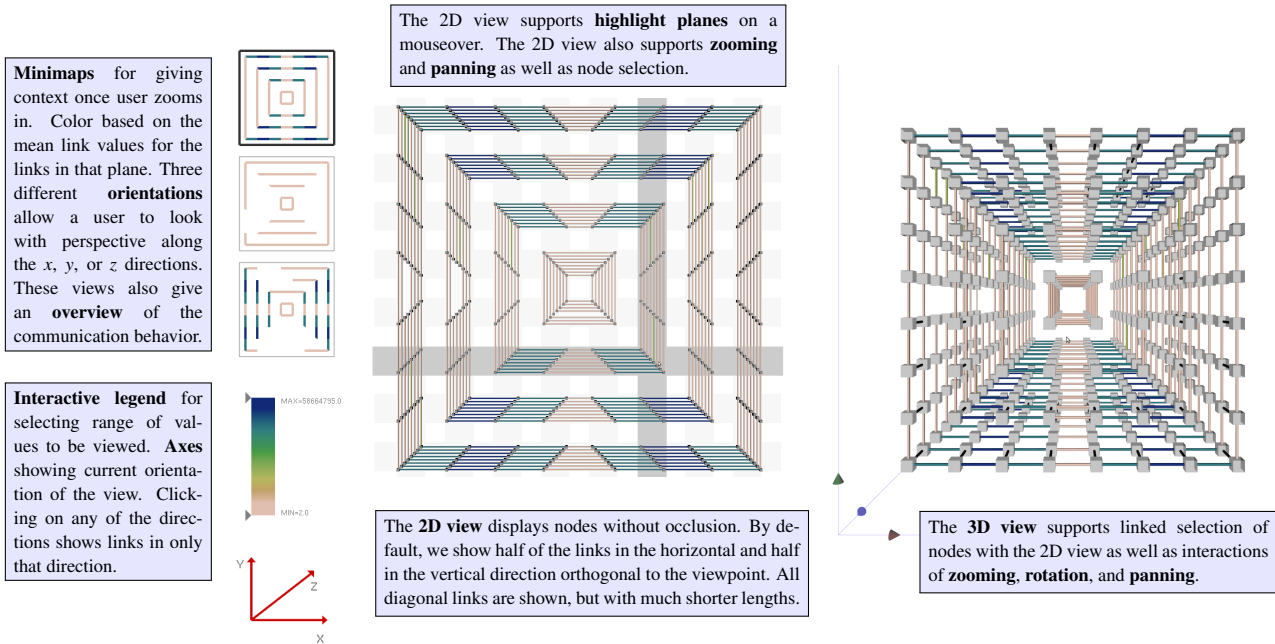 The 2D view supports highlight planes on a
mouseover. The 2D view also supports zooming
and panning as well as node selection.
Minimaps for giving
context once user zooms
in. Color based on the
mean link values for the
links in that plane. Three
different orientations
allow a user to look
with perspective along
the x, y, or z directions.
These views also give
an overview of the
communication behavior.
Interactive legend for
selecting range of val-
ues to be viewed. Axes
showing current orienta-
tion of the view. Click-
ing on any of the direc-
tions shows links in only
that direction.
MAX=58664795.0
MIN=2.0
Y
Z
X
The 2D view displays nodes without occlusion. By de-
fault, we show half of the links in the horizontal and half
in the vertical direction orthogonal to the viewpoint. All
diagonal links are shown, but with much shorter lengths.
The 3D view supports linked selection of
nodes with the 2D view as well as interactions
of zooming, rotation, and panning.